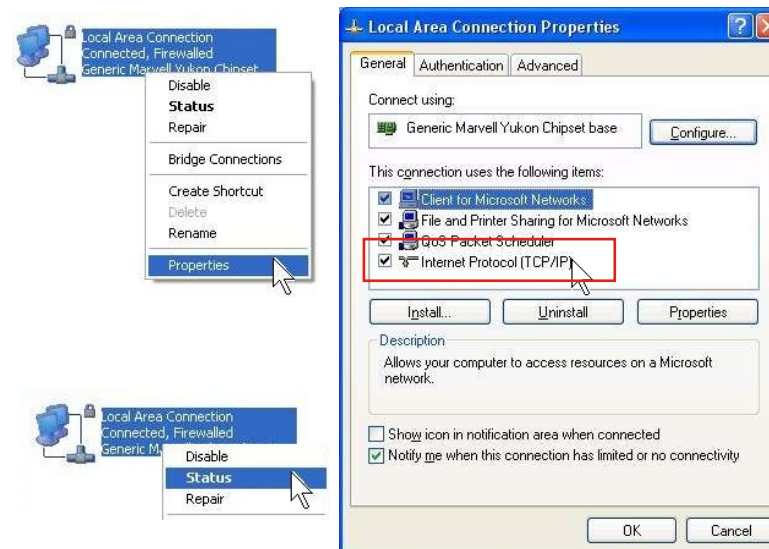 Local Area Connection
Connected, Firewalled
Generic Marvell Yukon Chipset
Disable
Status
Repair
Bridge Connections
Create Shortcut
Delete
Rename
Properties
Local Area Connection
Connected, Firewalled
Generic
Disable
Status
Repair
Local Area Connection Properties
General Authentication Advanced
Connect using:
Generic Marvell Yukon Chipset base Configure...
This connection uses the following items:
Client for Microsoft Networks
File and Printer Sharing for Microsoft Networks
QoS Packet Scheduler
Internet Protocol (TCP/IP)
Install... Uninstall Properties
Description
Allows your computer to access resources on a Microsoft
network.
Show icon in notification area when connected
Notify me when this connection has limited or no connectivity
OK Cancel